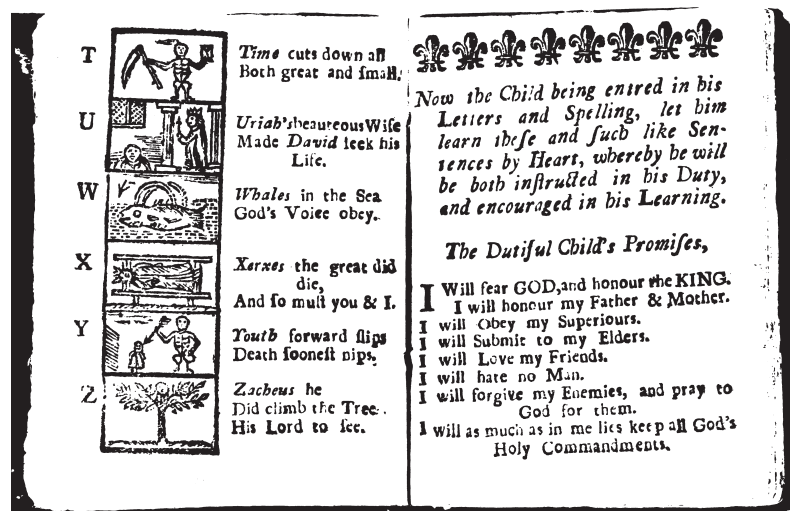 T
Time cuts down all
Both great and ſmall.
U
Uriah's beauteous Wife
Made David ſeek his
Life.
W
Whales in the Sea
God's Voice obey.
X
Xerxes the great did
die,
And ſo muſt you & I.
Y
Youth forward ſlips
Death ſooneſt nips.
Z
Zacheus he
Did climb the Tree.
His Lord to ſee.
Now the Child being entred in his
Letters and Spelling, let him
learn theſe and ſuch like Sen-
tences by Heart, whereby he will
be both inſtructed in his Duty,
and encouraged in his Learning.
The Dutiful Child's Promiſes,
I Will fear GOD, and honour the KING.
I will honour my Father & Mother.
I will Obey my Superiours.
I will Submit to my Elders.
I will Love my Friends.
I will hate no Man.
I will forgive my Enemies, and pray to
God for them.
I will as much as in me lies keep all God's
Holy Commandments.